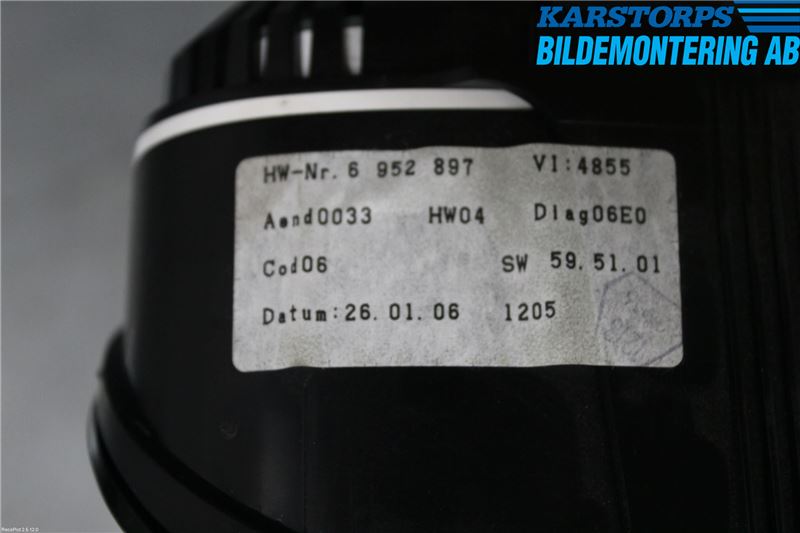 KARSTORPS
BILDEMONTERING AB
HW-Nr. 6 952 897 VI:4855
Aend0033 HW04 Diag06E0
Cod06 SW 59.51.01
Datum:26.01.06 1205